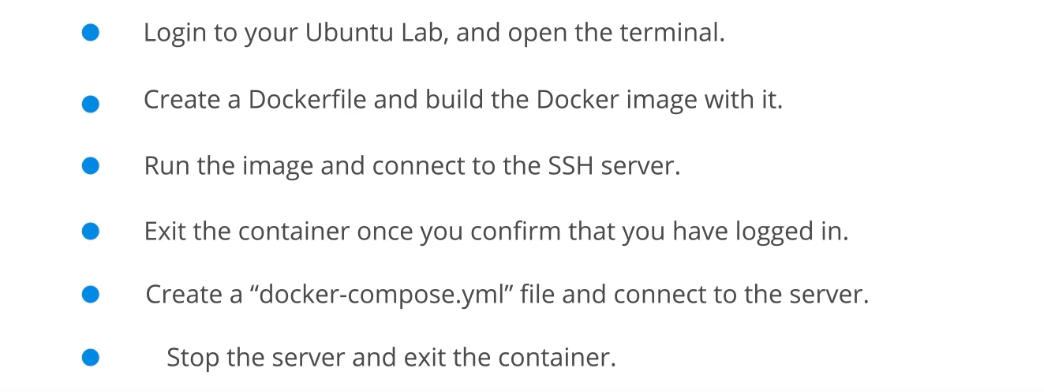 Login to your Ubuntu Lab, and open the terminal.
Create a Dockerfile and build the Docker image with it.
Run the image and connect to the SSH server.
Exit the container once you confirm that you have logged in.
Create a “docker-compose.yml” file and connect to the server.
Stop the server and exit the container.